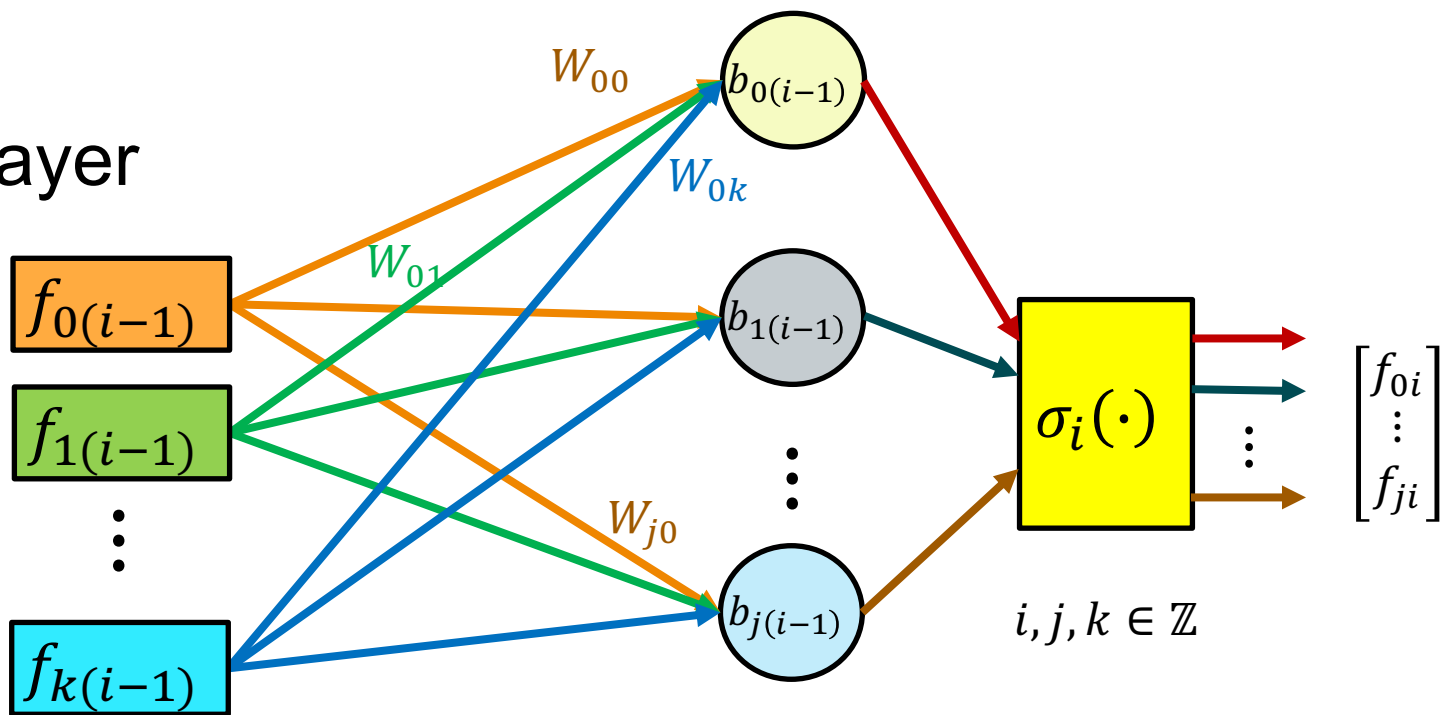 W₀₀
b₀₍ᵢ₋₁₎
ayer
W₀ₖ
W₀₁
f₀₍ᵢ₋₁₎
b₁₍ᵢ₋₁₎
f₀ᵢ
σᵢ(·)
⋮
⋮
f₁₍ᵢ₋₁₎
⋮
fⱼᵢ
Wⱼ₀
⋮
bⱼ₍ᵢ₋₁₎
i, j, k ∈ ℤ
fₖ₍ᵢ₋₁₎